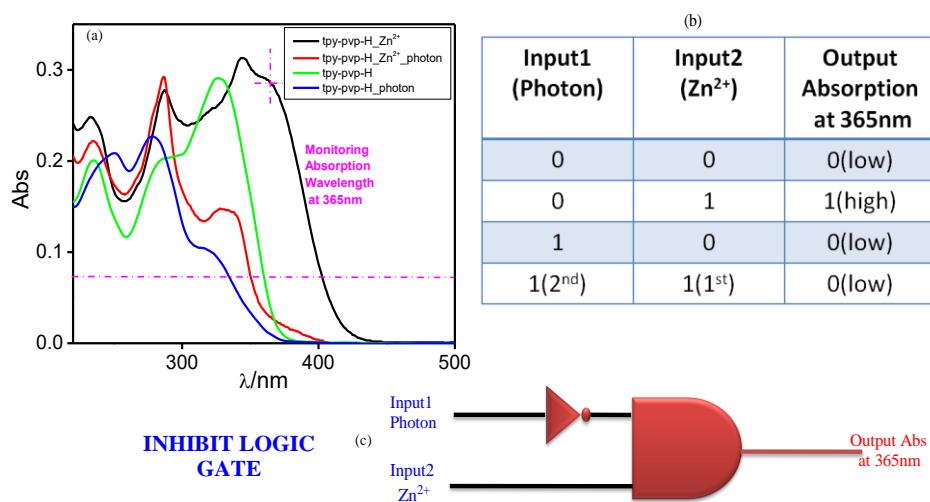 (a)
tpy-pvp-H_Zn²⁺
tpy-pvp-H_Zn²⁺_photon
tpy-pvp-H
tpy-pvp-H_photon
0.3
0.2
0.1
0.0
Abs
Monitoring
Absorption
Wavelength
at 365nm
300
400
500
λ/nm
(b)
Input1 (Photon)
Input2 (Zn²⁺)
Output Absorption at 365nm
0 0 0(low)
0 1 1(high)
1 0 0(low)
1(2ⁿᵈ) 1(1ˢᵗ) 0(low)
INHIBIT LOGIC
GATE
(c)
Input1
Photon
Input2
Zn²⁺
Output Abs
at 365nm